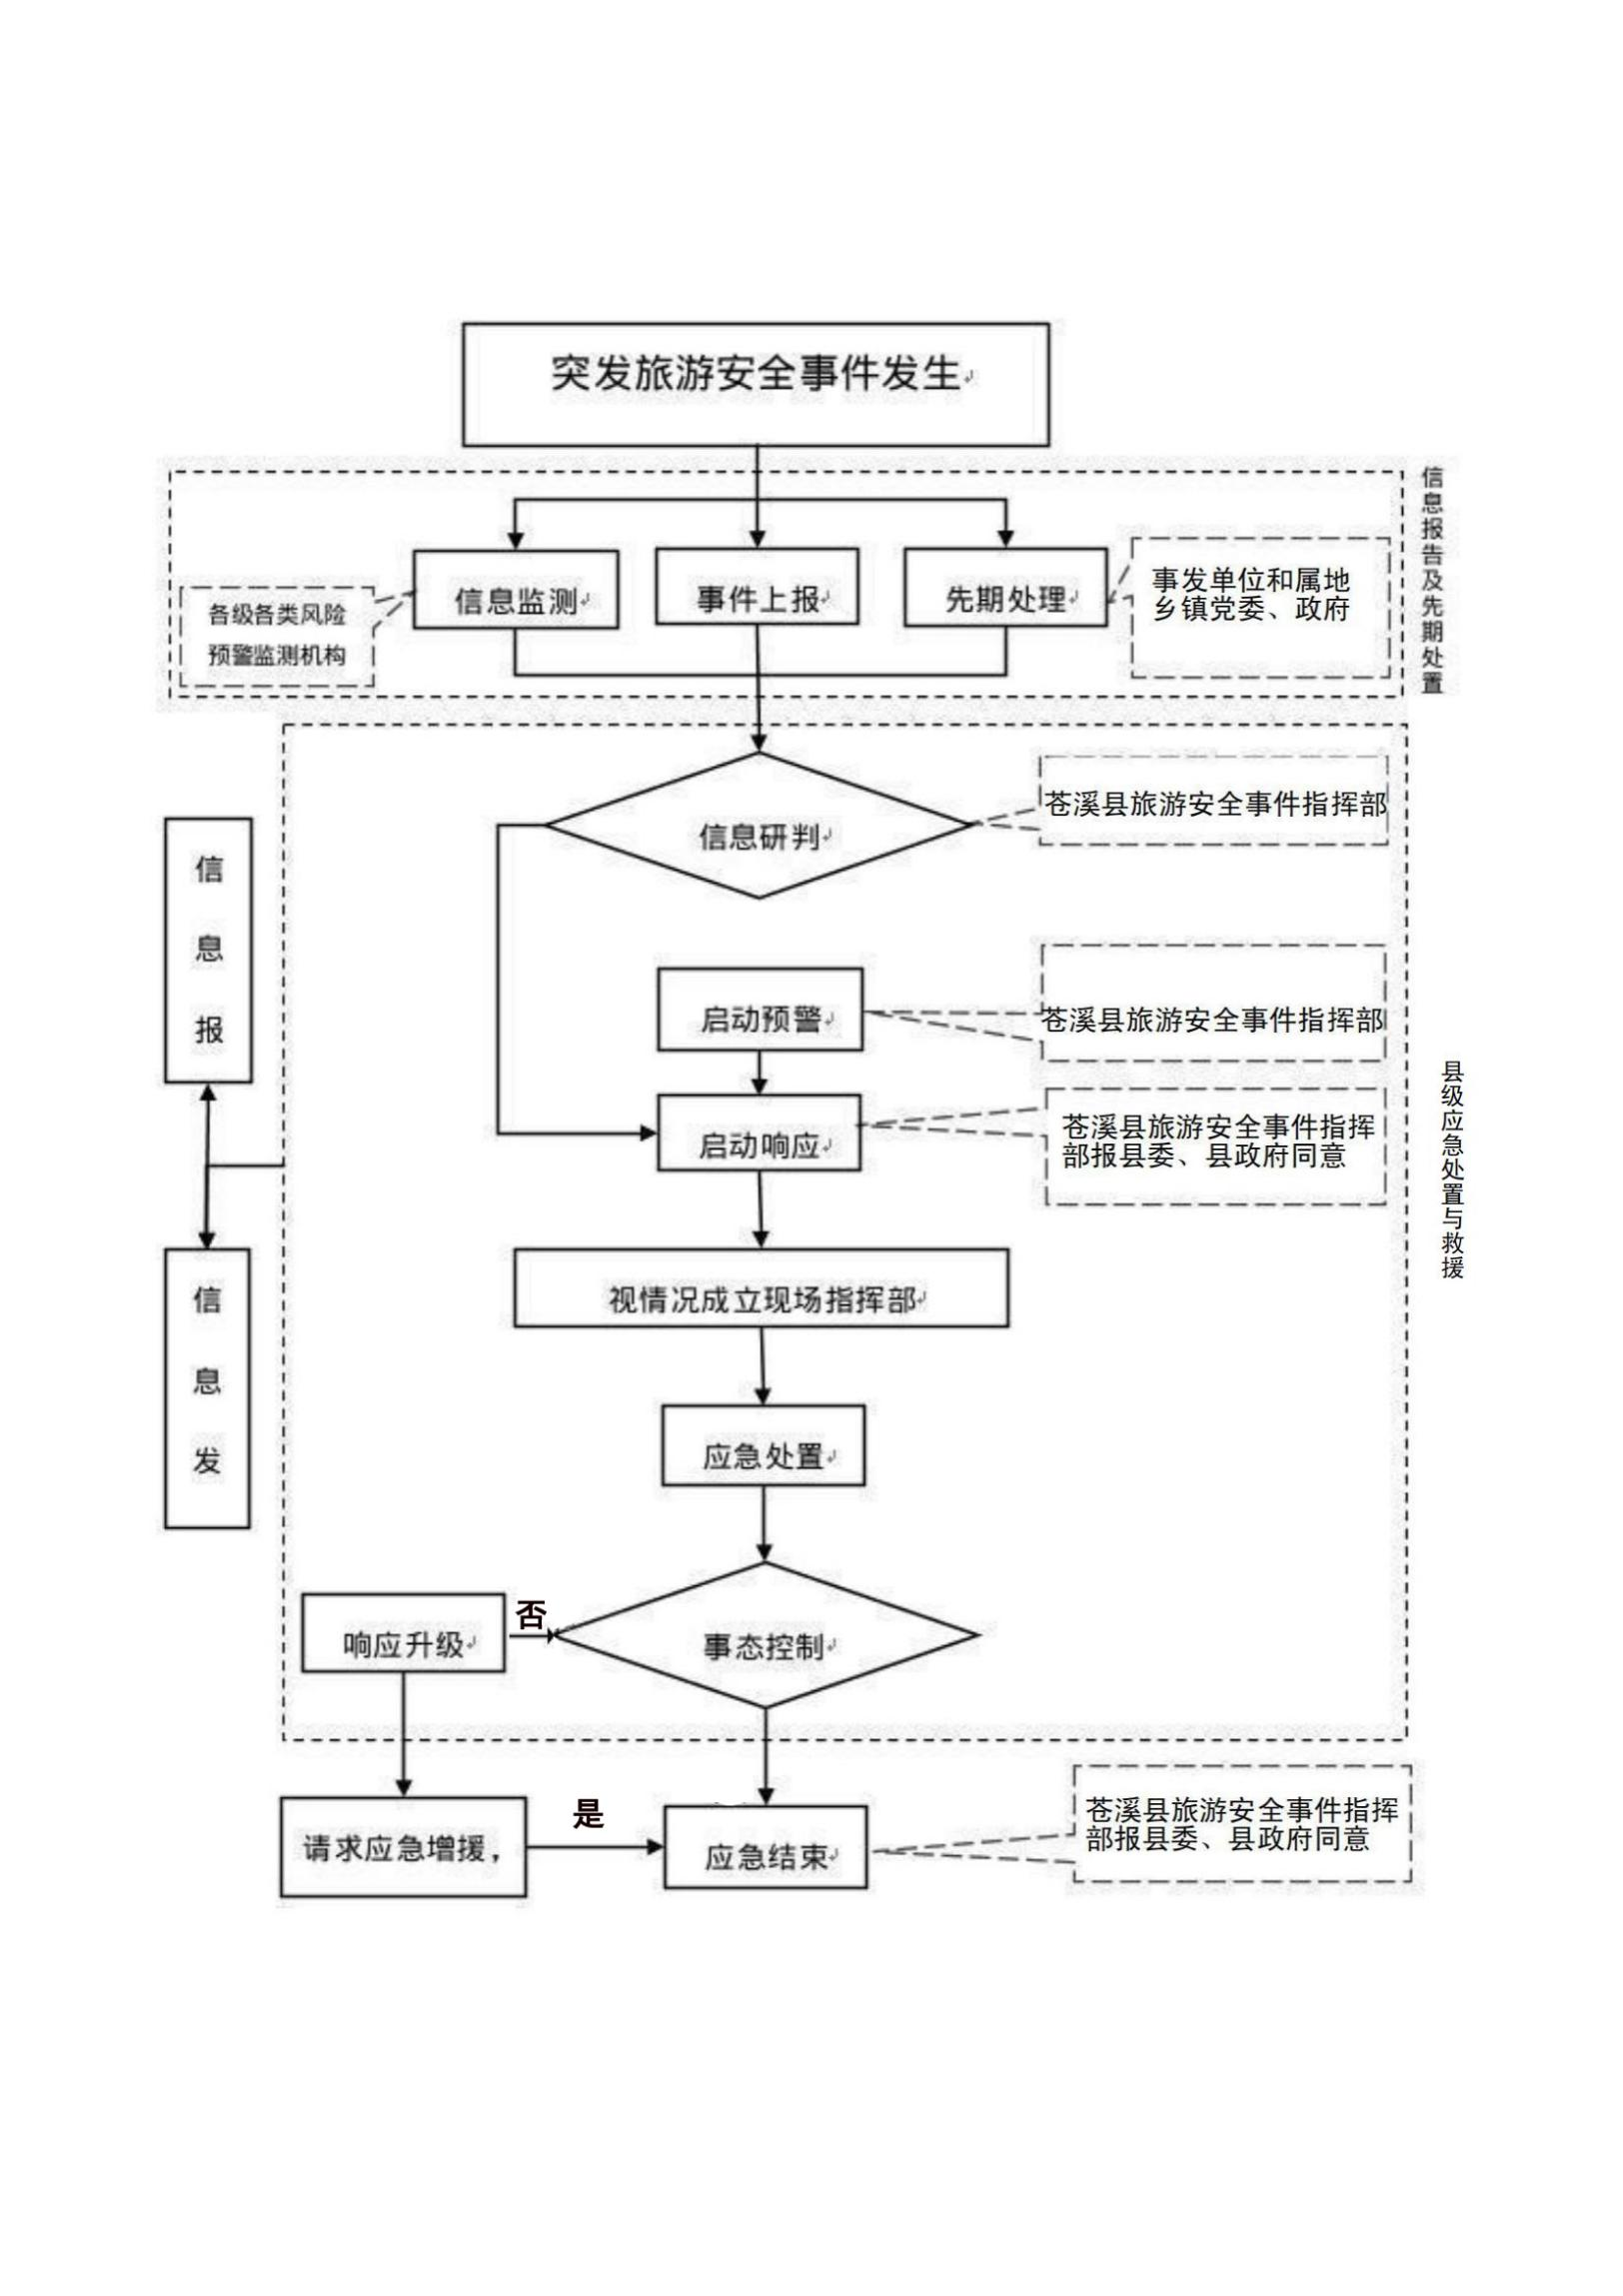 突发旅游安全事件发生
信息报告及先期处置
信息监测
事件上报
先期处理
各级各类风险
预警监测机构
事发单位和属地
乡镇党委、政府
信息研判
苍溪县旅游安全事件指挥部
信
息
报
启动预警
苍溪县旅游安全事件指挥部
启动响应
苍溪县旅游安全事件指挥
部报县委、县政府同意
县级应急处置与救援
视情况成立现场指挥部
信
息
发
应急处置
响应升级
否
事态控制
请求应急增援，
是
应急结束
苍溪县旅游安全事件指挥
部报县委、县政府同意